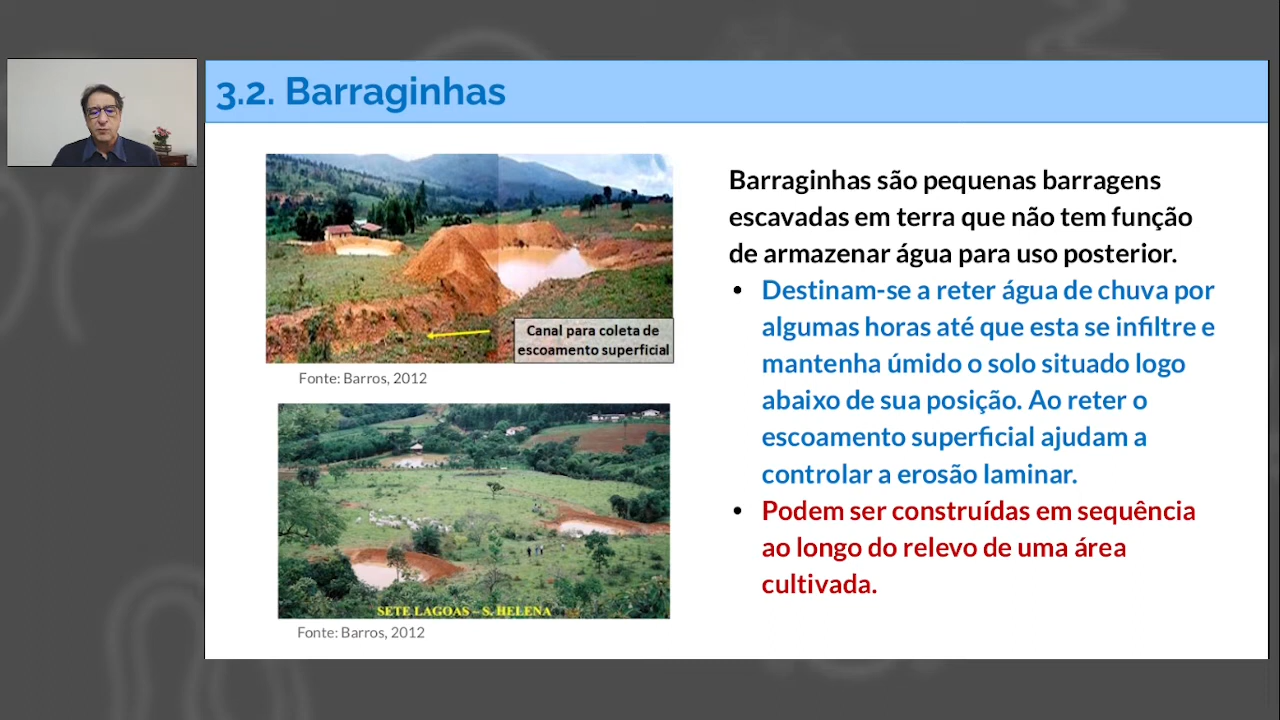 3.2. Barraginhas
Canal para coleta de
escoamento superficial
Fonte: Barros, 2012
SETE LAGOAS – S. HELENA
Fonte: Barros, 2012
Barraginhas são pequenas barragens
escavadas em terra que não tem função
de armazenar água para uso posterior.
• Destinam-se a reter água de chuva por
algumas horas até que esta se infiltre e
mantenha úmido o solo situado logo
abaixo de sua posição. Ao reter o
escoamento superficial ajudam a
controlar a erosão laminar.
• Podem ser construídas em sequência
ao longo do relevo de uma área
cultivada.